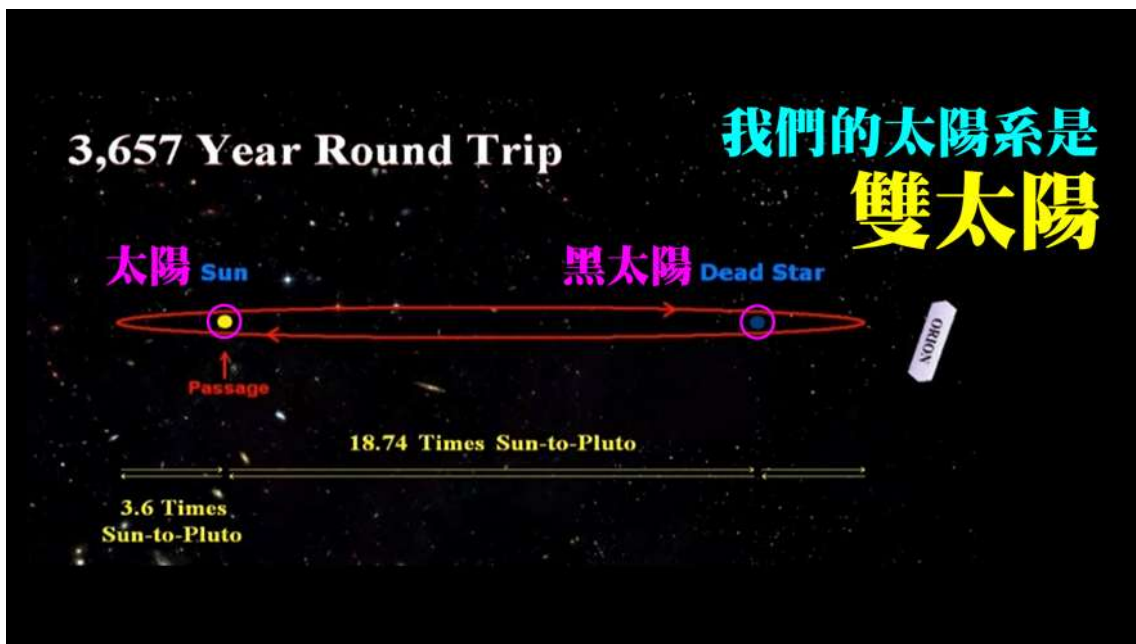 我們的太陽系是
雙太陽
3,657 Year Round Trip
太陽 Sun
黑太陽 Dead Star
ORION
Passage
18.74 Times Sun-to-Pluto
3.6 Times
Sun-to-Pluto